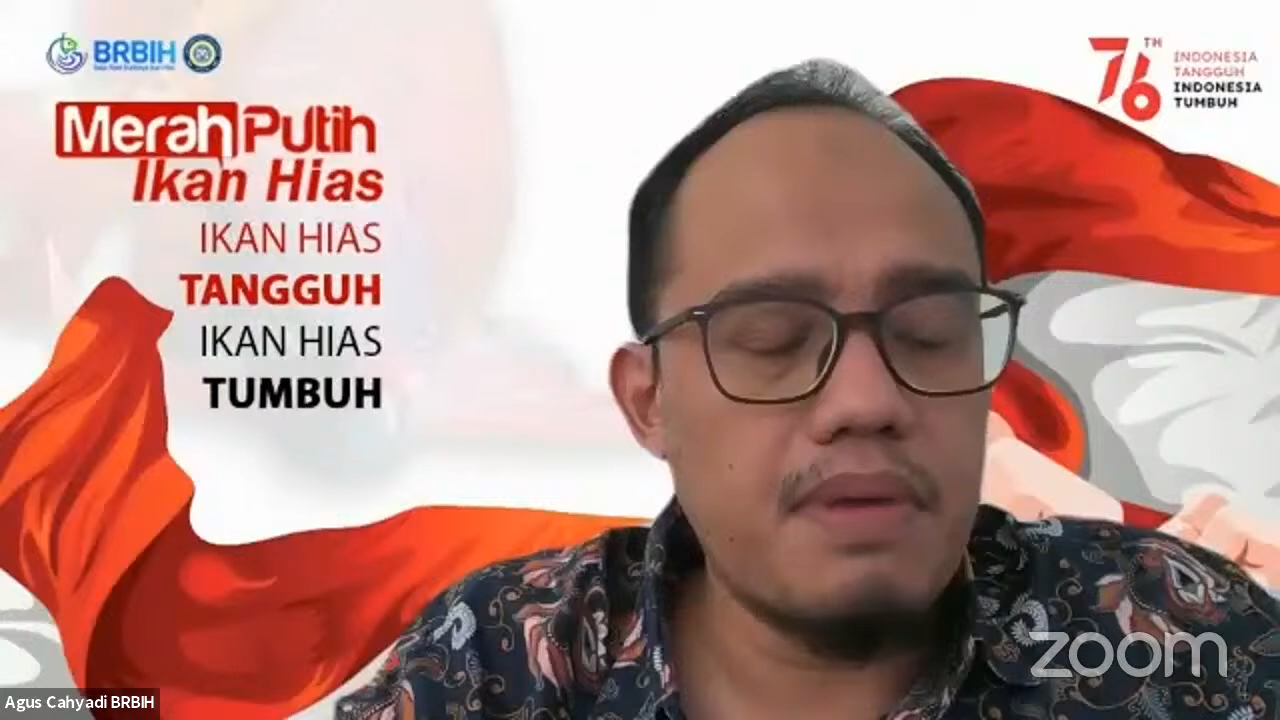 BRBIH
76
TH
INDONESIA
TANGGUH
INDONESIA
TUMBUH
Merah Putih
Ikan Hias
IKAN HIAS
TANGGUH
IKAN HIAS
TUMBUH
zoom
Agus Cahyadi BRBIH